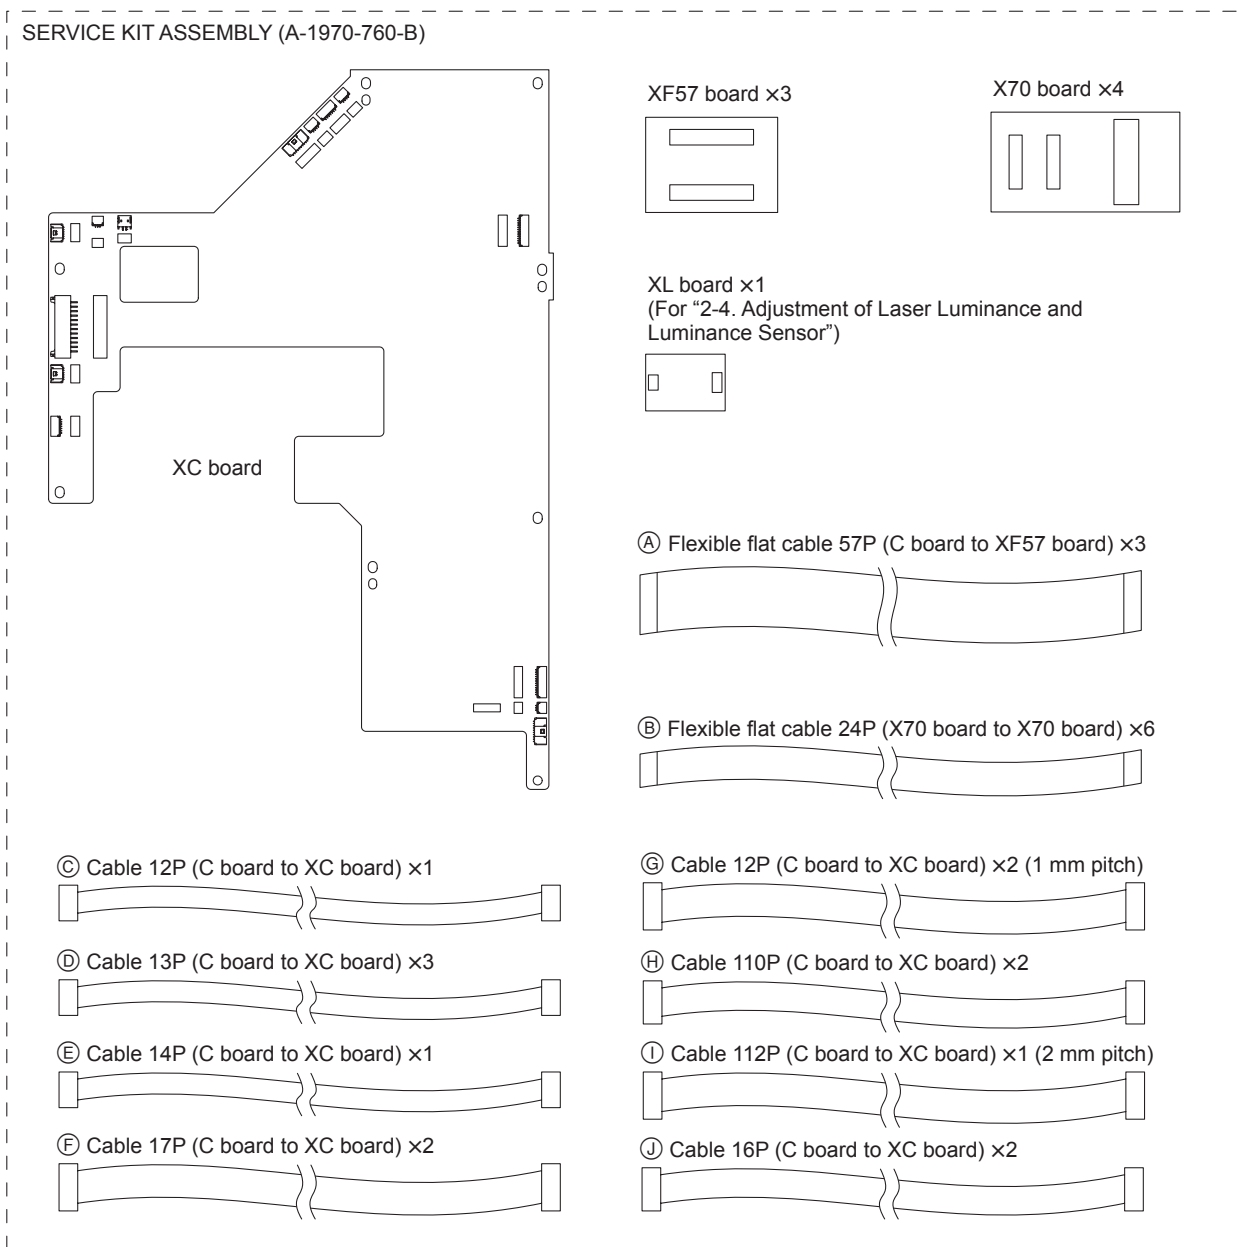 SERVICE KIT ASSEMBLY (A-1970-760-B)
XF57 board ×3
X70 board ×4
XL board ×1
(For “2-4. Adjustment of Laser Luminance and
Luminance Sensor”)
XC board
Ⓐ Flexible flat cable 57P (C board to XF57 board) ×3
Ⓑ Flexible flat cable 24P (X70 board to X70 board) ×6
Ⓒ Cable 12P (C board to XC board) ×1
Ⓓ Cable 13P (C board to XC board) ×3
Ⓔ Cable 14P (C board to XC board) ×1
Ⓕ Cable 17P (C board to XC board) ×2
Ⓖ Cable 12P (C board to XC board) ×2 (1 mm pitch)
Ⓗ Cable 110P (C board to XC board) ×2
Ⓘ Cable 112P (C board to XC board) ×1 (2 mm pitch)
Ⓙ Cable 16P (C board to XC board) ×2